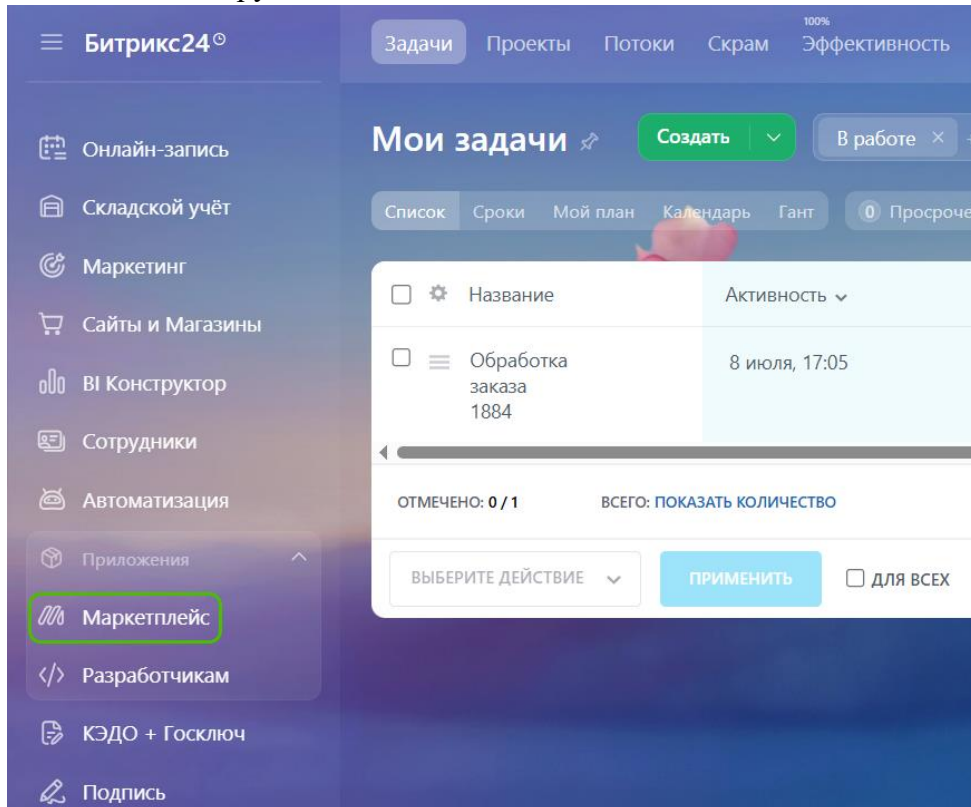 Битрикс24
Задачи Проекты Потоки Скрам Эффективность
100%
Онлайн-запись
Складской учёт
Маркетинг
Сайты и Магазины
BI Конструктор
Сотрудники
Автоматизация
Приложения
Маркетплейс
Разработчикам
КЭДО + Госключ
Подпись
Мои задачи Создать В работе ×
Список Сроки Мой план Календарь Гант 0 Просроче
Название Активность
Обработка 8 июля, 17:05
заказа
1884
ОТМЕЧЕНО: 0 / 1 ВСЕГО: ПОКАЗАТЬ КОЛИЧЕСТВО
ВЫБЕРИТЕ ДЕЙСТВИЕ ПРИМЕНИТЬ ДЛЯ ВСЕХ